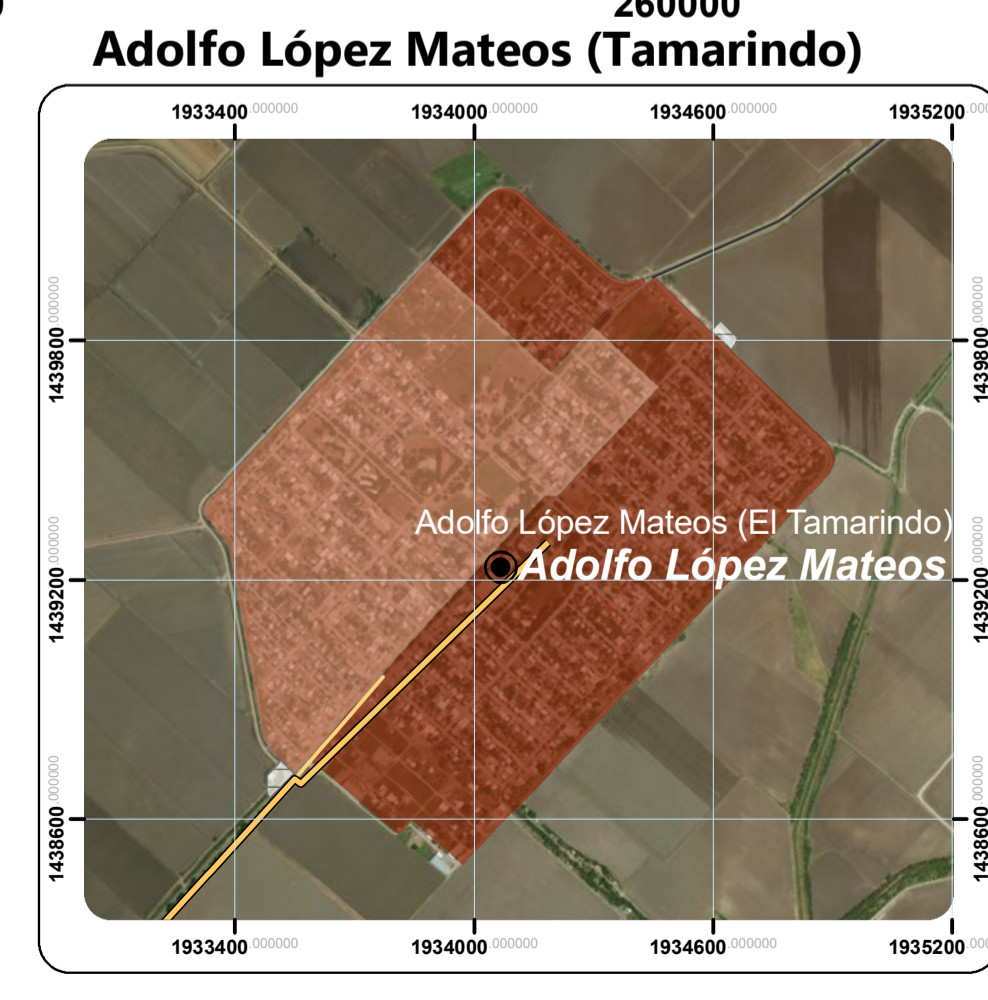 260000
Adolfo López Mateos (Tamarindo)
1933400.000000 1934000.000000 1934600.000000 1935200
1439800.000000 1439800.000000
Adolfo López Mateos (El Tamarindo)
Adolfo López Mateos
1439200.000000 1439200.000000
1438600.000000 1438600.000000
1933400.000000 1934000.000000 1934600.000000 1935200